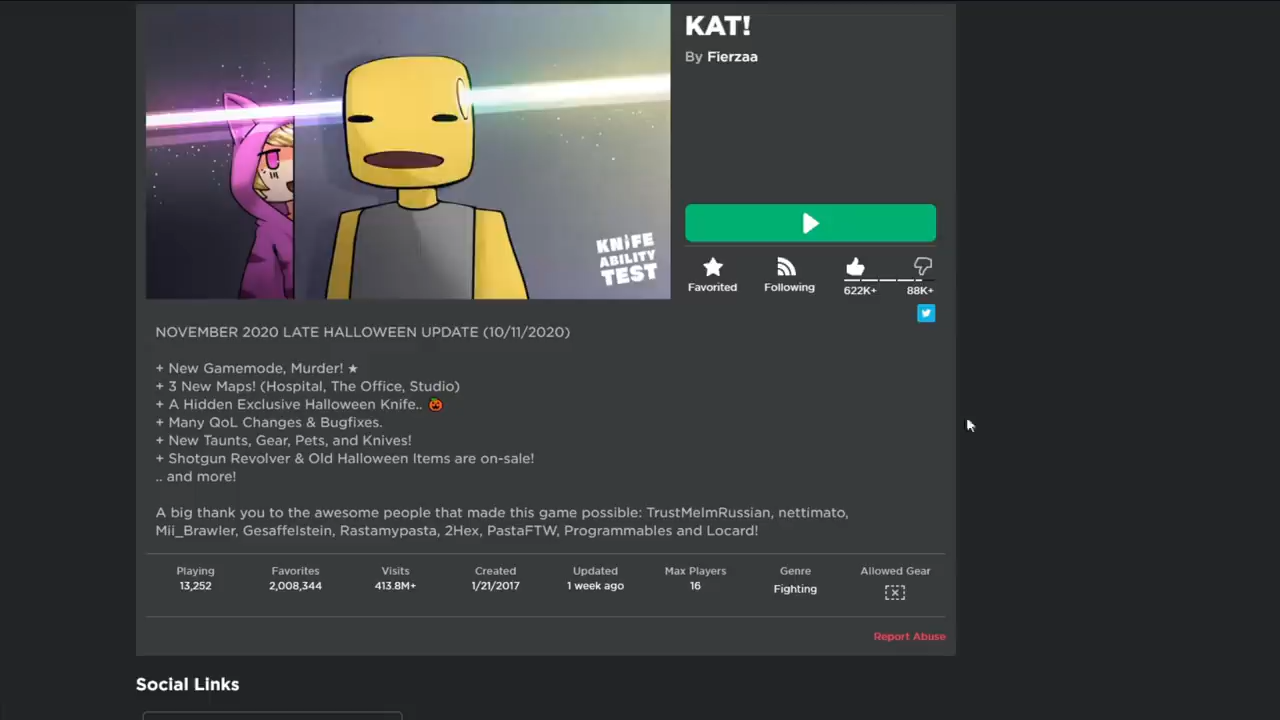 KAT!
By Fierzaa
KNIFE
ABILITY
TEST
Favorited
Following
622K+
88K+
NOVEMBER 2020 LATE HALLOWEEN UPDATE (10/11/2020)
+ New Gamemode, Murder! ★
+ 3 New Maps! (Hospital, The Office, Studio)
+ A Hidden Exclusive Halloween Knife.. 🎃
+ Many QoL Changes & Bugfixes.
+ New Taunts, Gear, Pets, and Knives!
+ Shotgun Revolver & Old Halloween Items are on-sale!
.. and more!
A big thank you to the awesome people that made this game possible: TrustMeImRussian, nettimato,
Mii_Brawler, Gesaffelstein, Rastamypasta, 2Hex, PastaFTW, Programmables and Locard!
Playing Favorites Visits Created Updated Max Players Genre Allowed Gear
13,252 2,008,344 413.8M+ 1/21/2017 1 week ago 16 Fighting
Report Abuse
Social Links